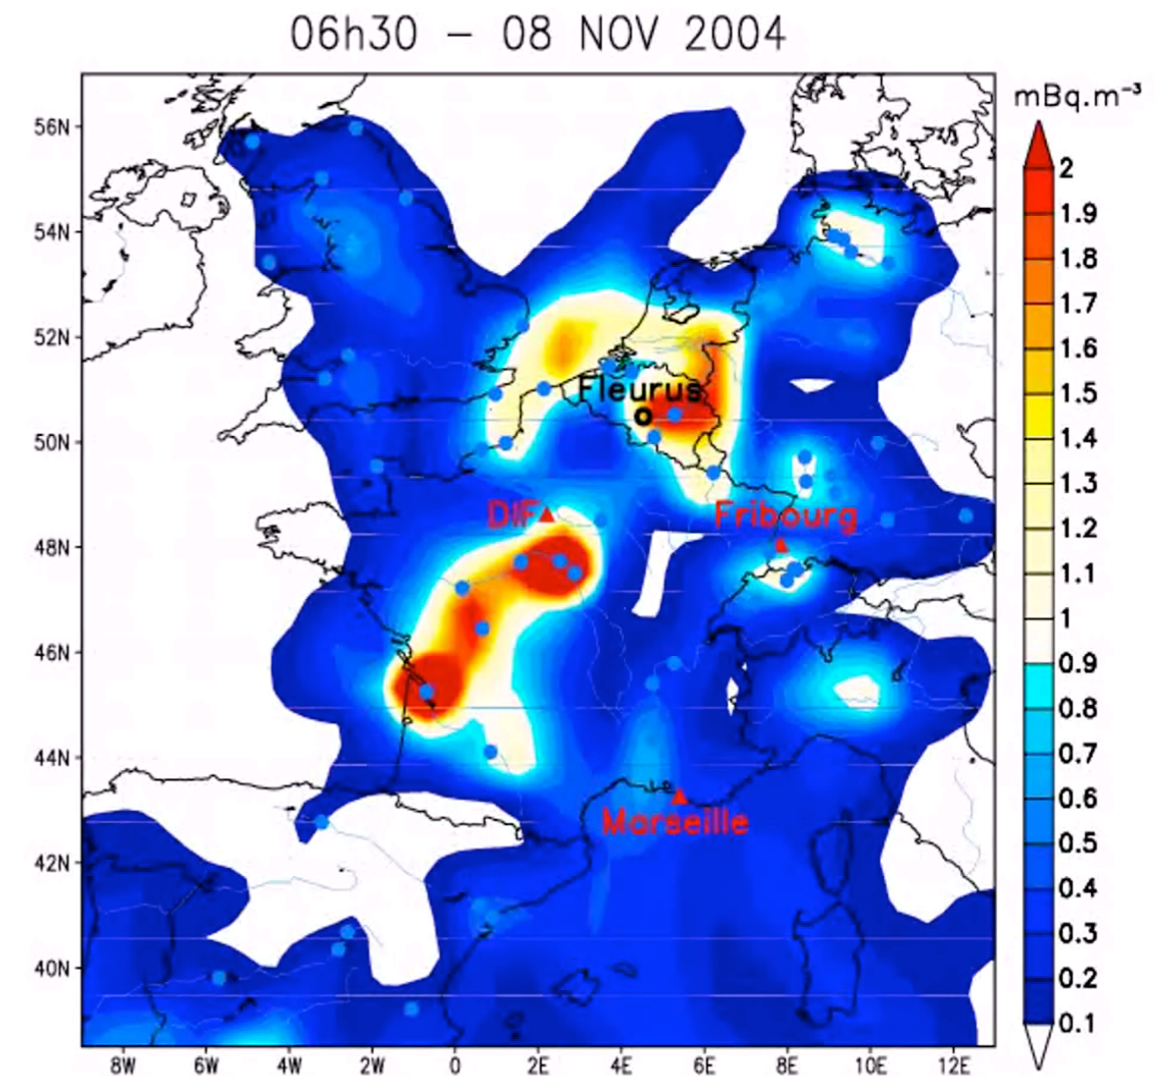 06h30 – 08 NOV 2004
mBq.m⁻³
56N
54N
52N
50N
48N
46N
44N
42N
40N
Fleurus
DIF
Fribourg
Marseille
8W 6W 4W 2W 0 2E 4E 6E 8E 10E 12E
2
1.9
1.8
1.7
1.6
1.5
1.4
1.3
1.2
1.1
1
0.9
0.8
0.7
0.6
0.5
0.4
0.3
0.2
0.1